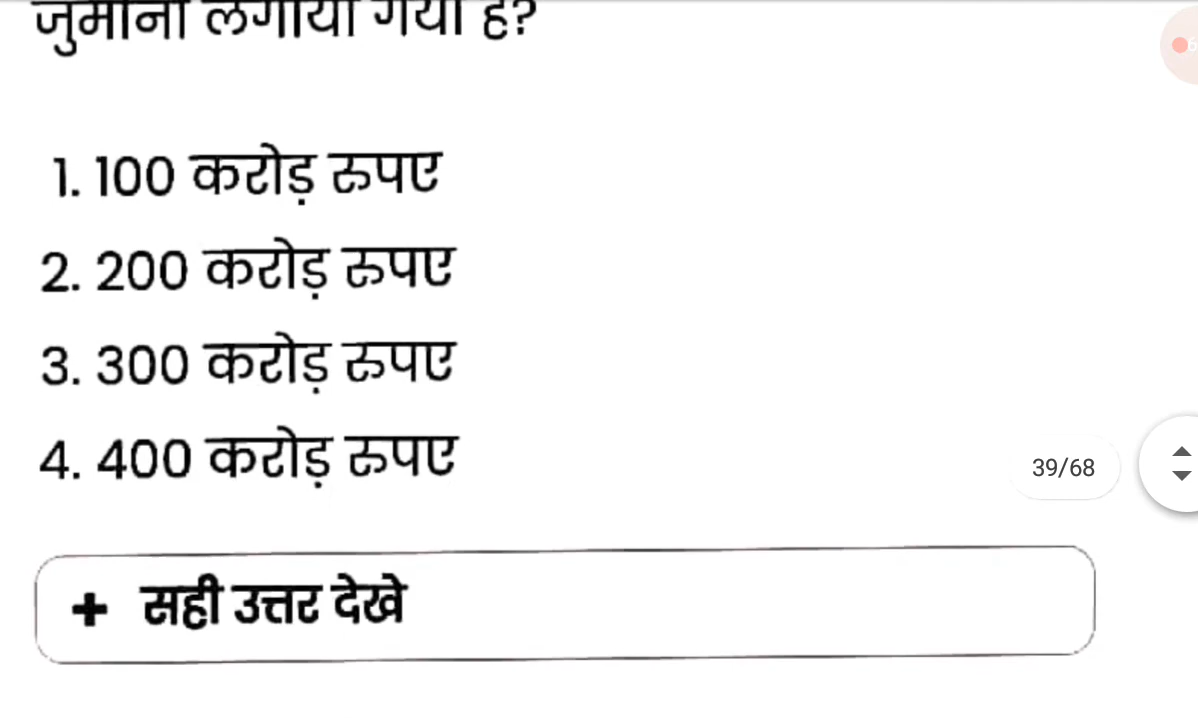 जुर्माना लगाया गया है?
1. 100 करोड़ रुपए
2. 200 करोड़ रुपए
3. 300 करोड़ रुपए
4. 400 करोड़ रुपए
39/68
+ सही उत्तर देखे